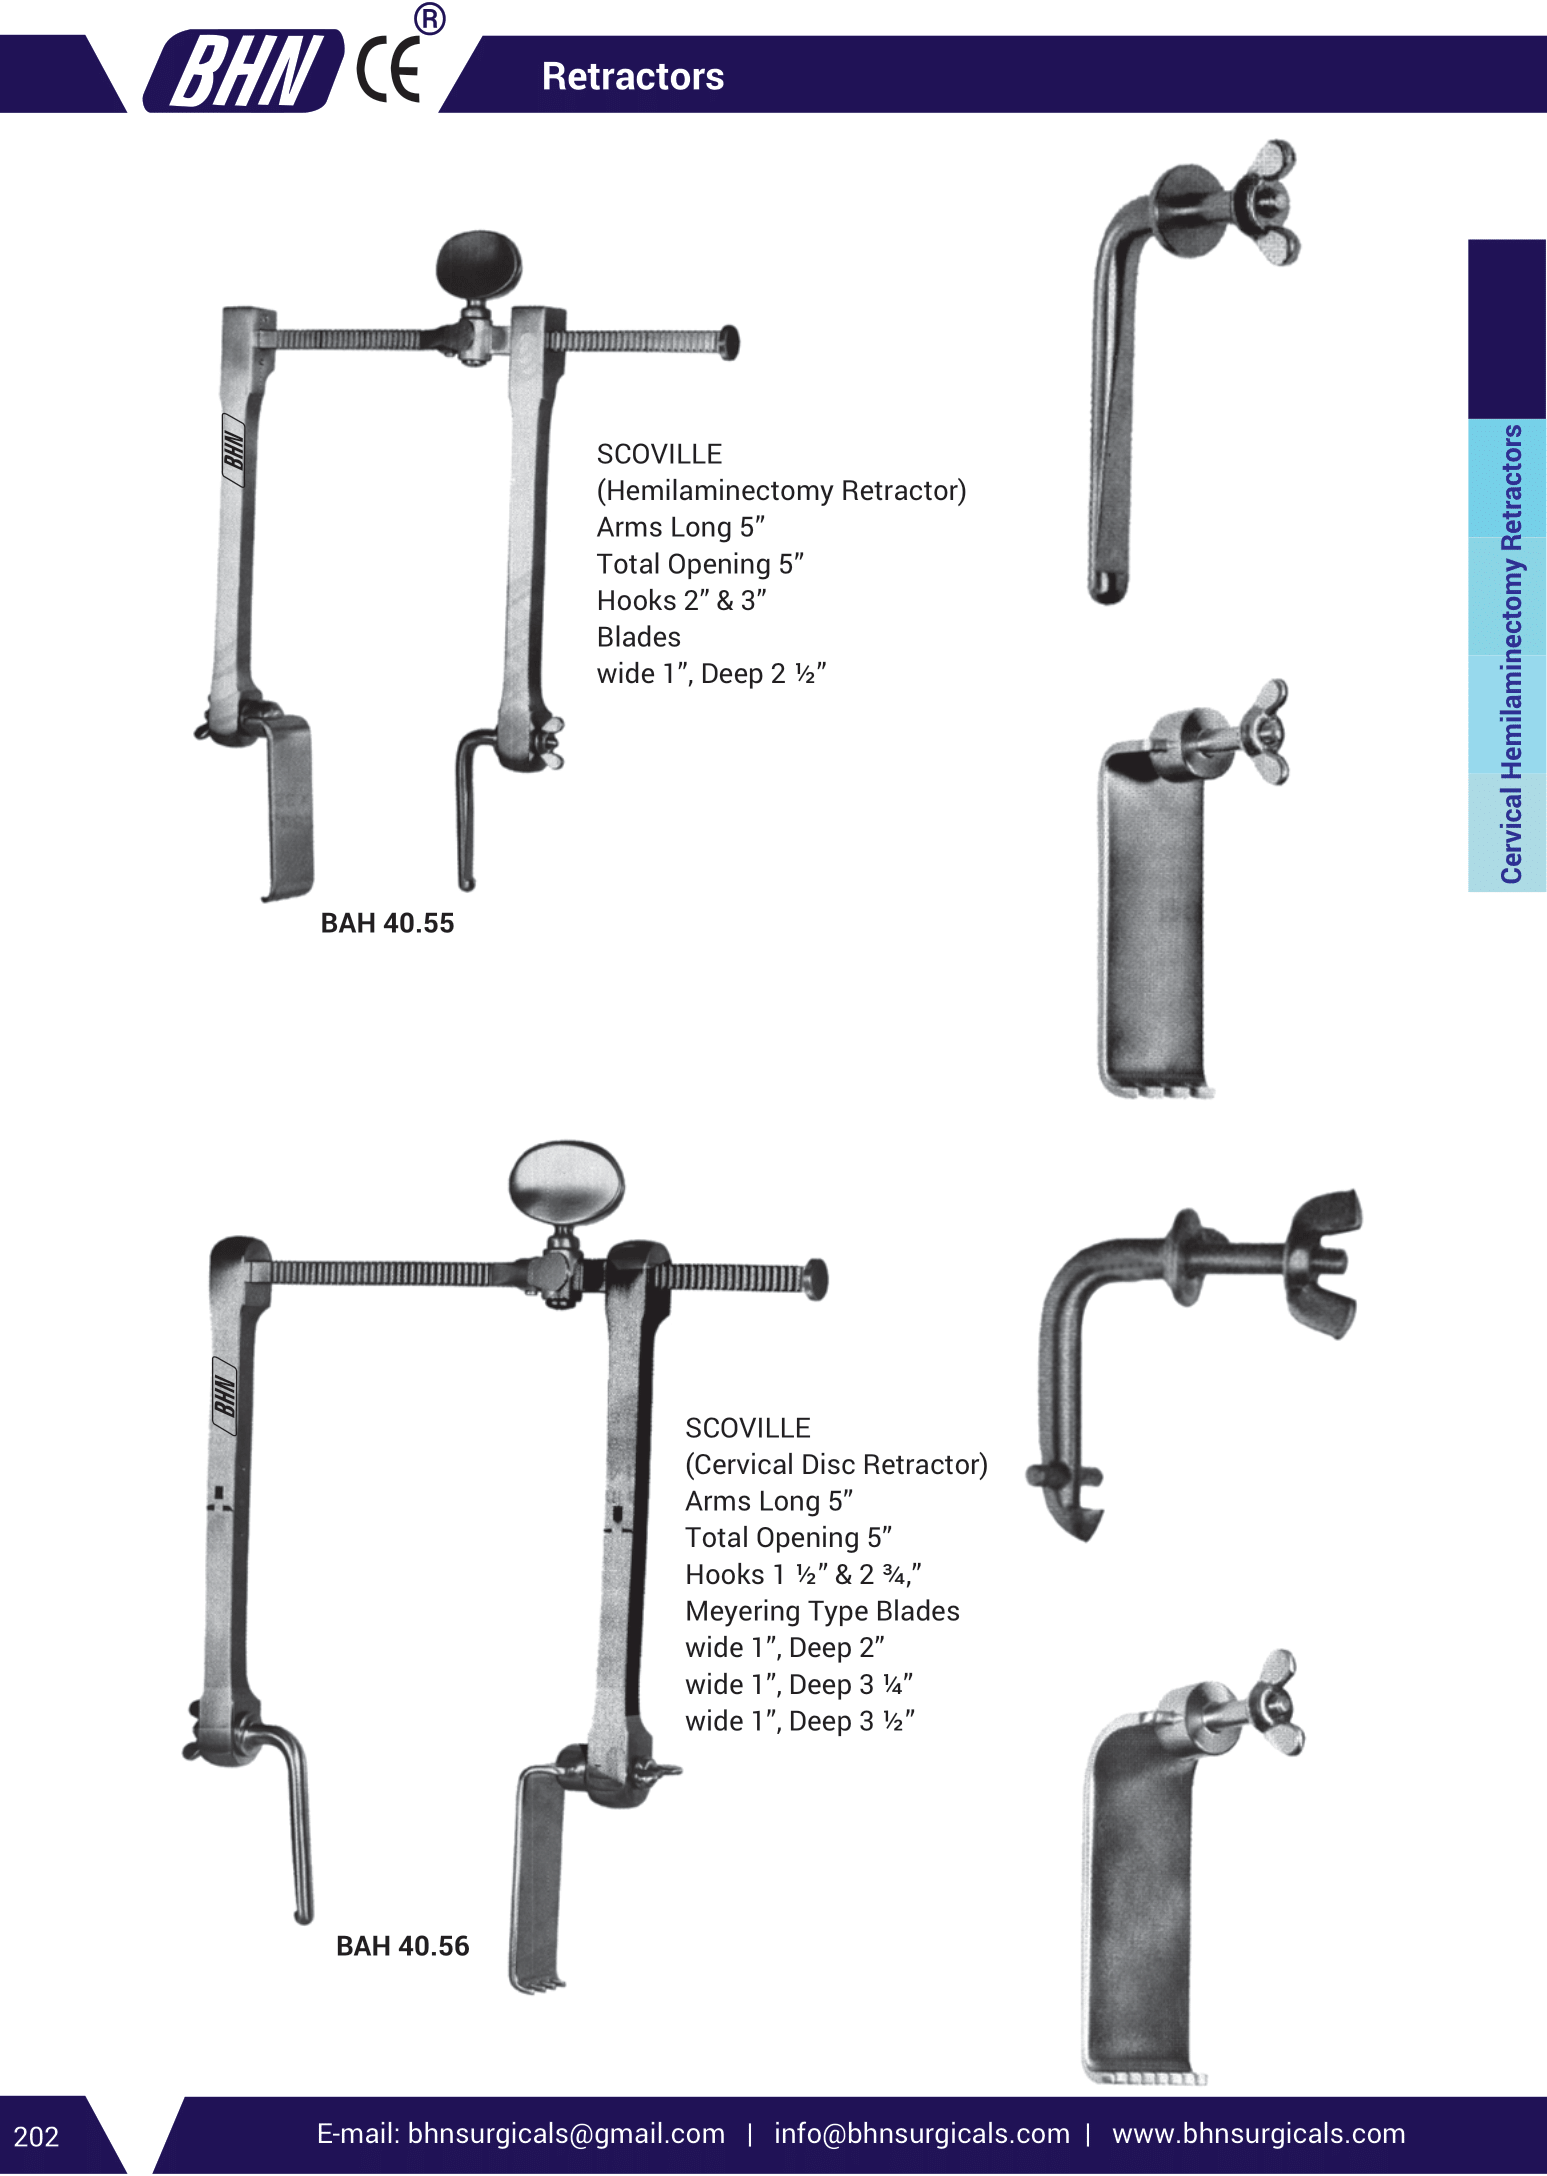 BHN CE ®
Retractors
BHN
SCOVILLE
(Hemilaminectomy Retractor)
Arms Long 5”
Total Opening 5”
Hooks 2” & 3”
Blades
wide 1”, Deep 2 ½”
BAH 40.55
Cervical Hemilaminectomy Retractors
BHN
SCOVILLE
(Cervical Disc Retractor)
Arms Long 5”
Total Opening 5”
Hooks 1 ½” & 2 ¾,”
Meyering Type Blades
wide 1”, Deep 2”
wide 1”, Deep 3 ¼”
wide 1”, Deep 3 ½”
BAH 40.56
202
E-mail: bhnsurgicals@gmail.com | info@bhnsurgicals.com | www.bhnsurgicals.com